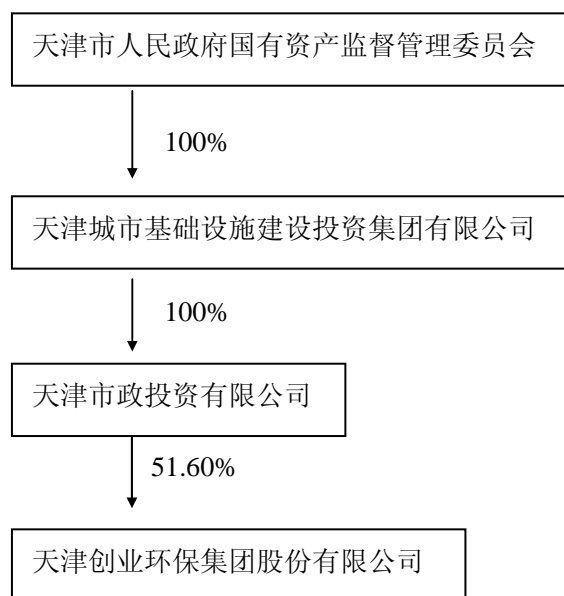 天津市人民政府国有资产监督管理委员会
100%
天津城市基础设施建设投资集团有限公司
100%
天津市政投资有限公司
51.60%
天津创业环保集团股份有限公司